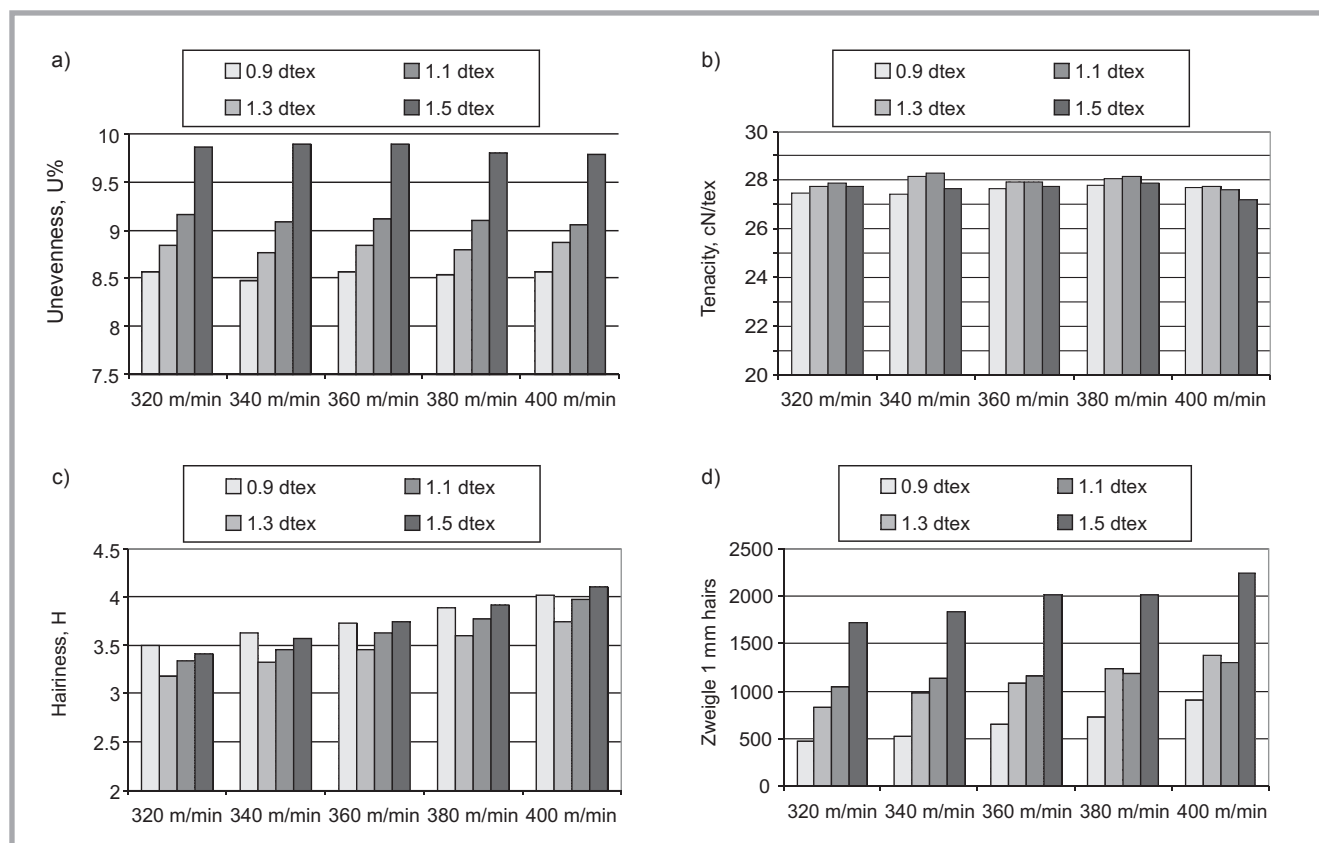 a)
0.9 dtex 1.1 dtex
1.3 dtex 1.5 dtex
Unevenness, U%
10
9.5
9
8.5
8
7.5
320 m/min 340 m/min 360 m/min 380 m/min 400 m/min
b)
0.9 dtex 1.1 dtex
1.3 dtex 1.5 dtex
Tenacity, cN/tex
30
28
26
24
22
20
320 m/min 340 m/min 360 m/min 380 m/min 400 m/min
c)
0.9 dtex 1.1 dtex
1.3 dtex 1.5 dtex
Hairiness, H
4.5
4
3.5
3
2.5
2
320 m/min 340 m/min 360 m/min 380 m/min 400 m/min
d)
0.9 dtex 1.1 dtex
1.3 dtex 1.5 dtex
Zweigle 1 mm hairs
2500
2000
1500
1000
500
0
320 m/min 340 m/min 360 m/min 380 m/min 400 m/min